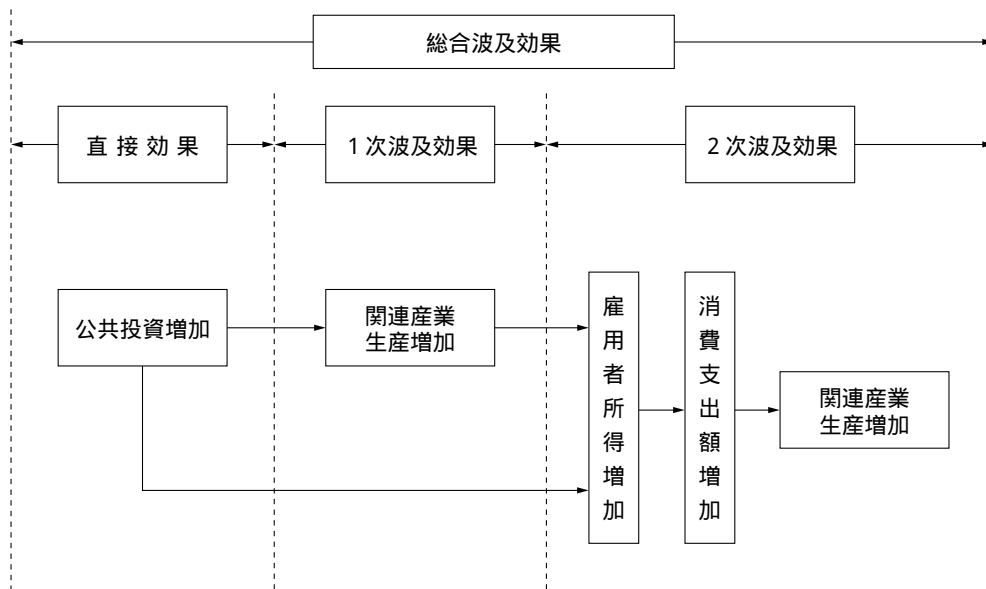 総合波及効果
直接効果
1次波及効果
2次波及効果
公共投資増加
関連産業
生産増加
雇用者所得増加
消費支出額増加
関連産業
生産増加